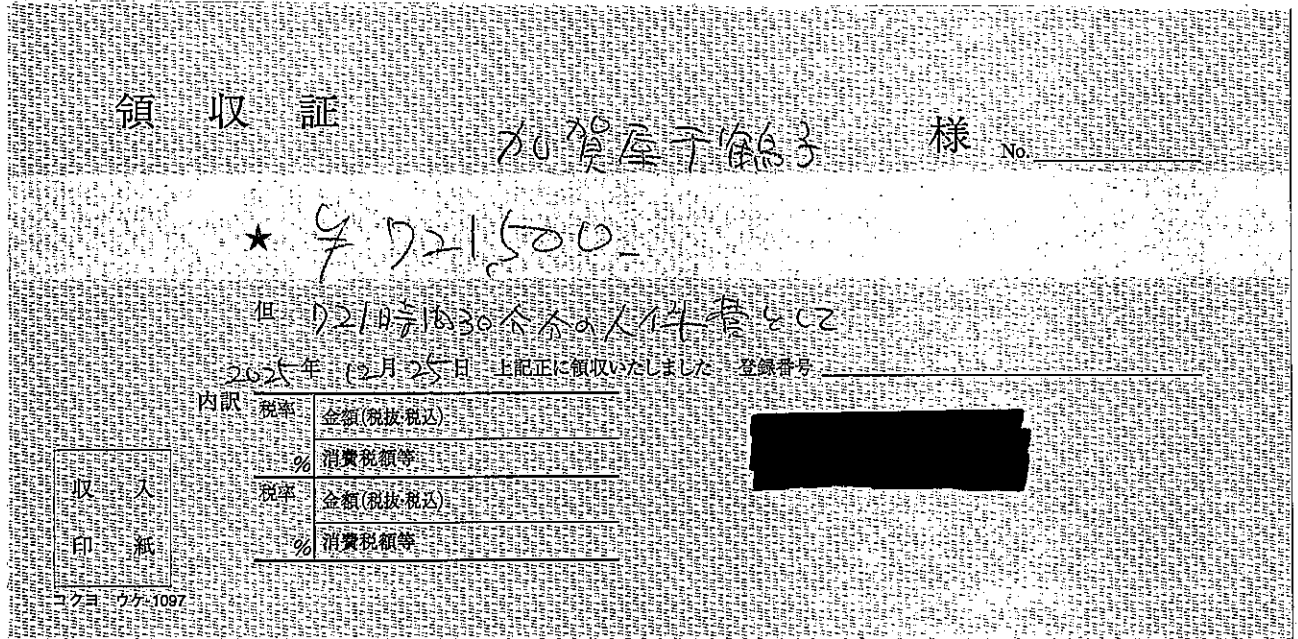 領収証 加賀屋千鶴子 様 No.
★ ¥721,500-
但 721時間30分分の人件費として
2025年 12月 25日 上記正に領収いたしました 登録番号
内訳 税率 金額(税抜・税込)
% 消費税額等
税率 金額(税抜・税込)
% 消費税額等
収入
印紙
コクヨ ウケ-1097